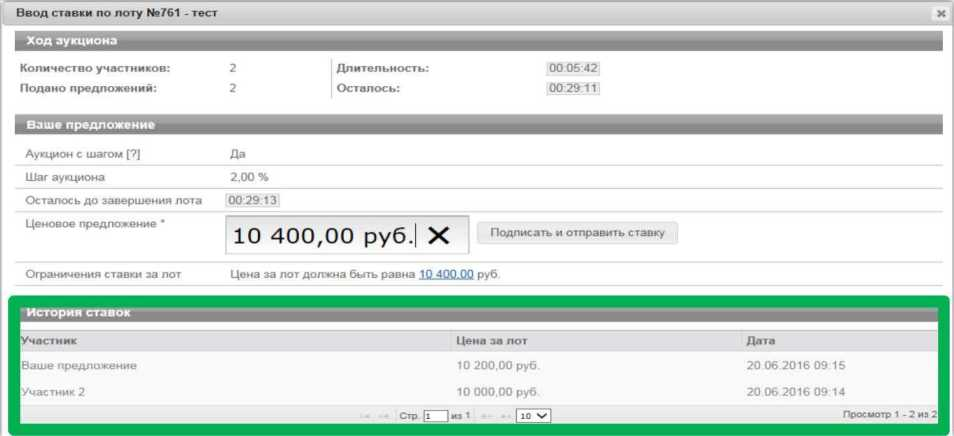 Ввод ставки по лоту №761 - тест
Ход аукциона
Количество участников: 2 Длительность: 00:05:42
Подано предложений: 2 Осталось: 00:29:11
Ваше предложение
Аукцион с шагом [?] Да
Шаг аукциона 2,00 %
Осталось до завершения лота 00:29:13
Ценовое предложение * 10 400,00 руб. Подписать и отправить ставку
Ограничения ставки за лот Цена за лот должна быть равна 10 400,00 руб.
История ставок
Участник Цена за лот Дата
Ваше предложение 10 200,00 руб. 20.06.2016 09:15
Участник 2 10 000,00 руб. 20.06.2016 09:14
Стр. 1 из 1 10 Просмотр 1 - 2 из 2